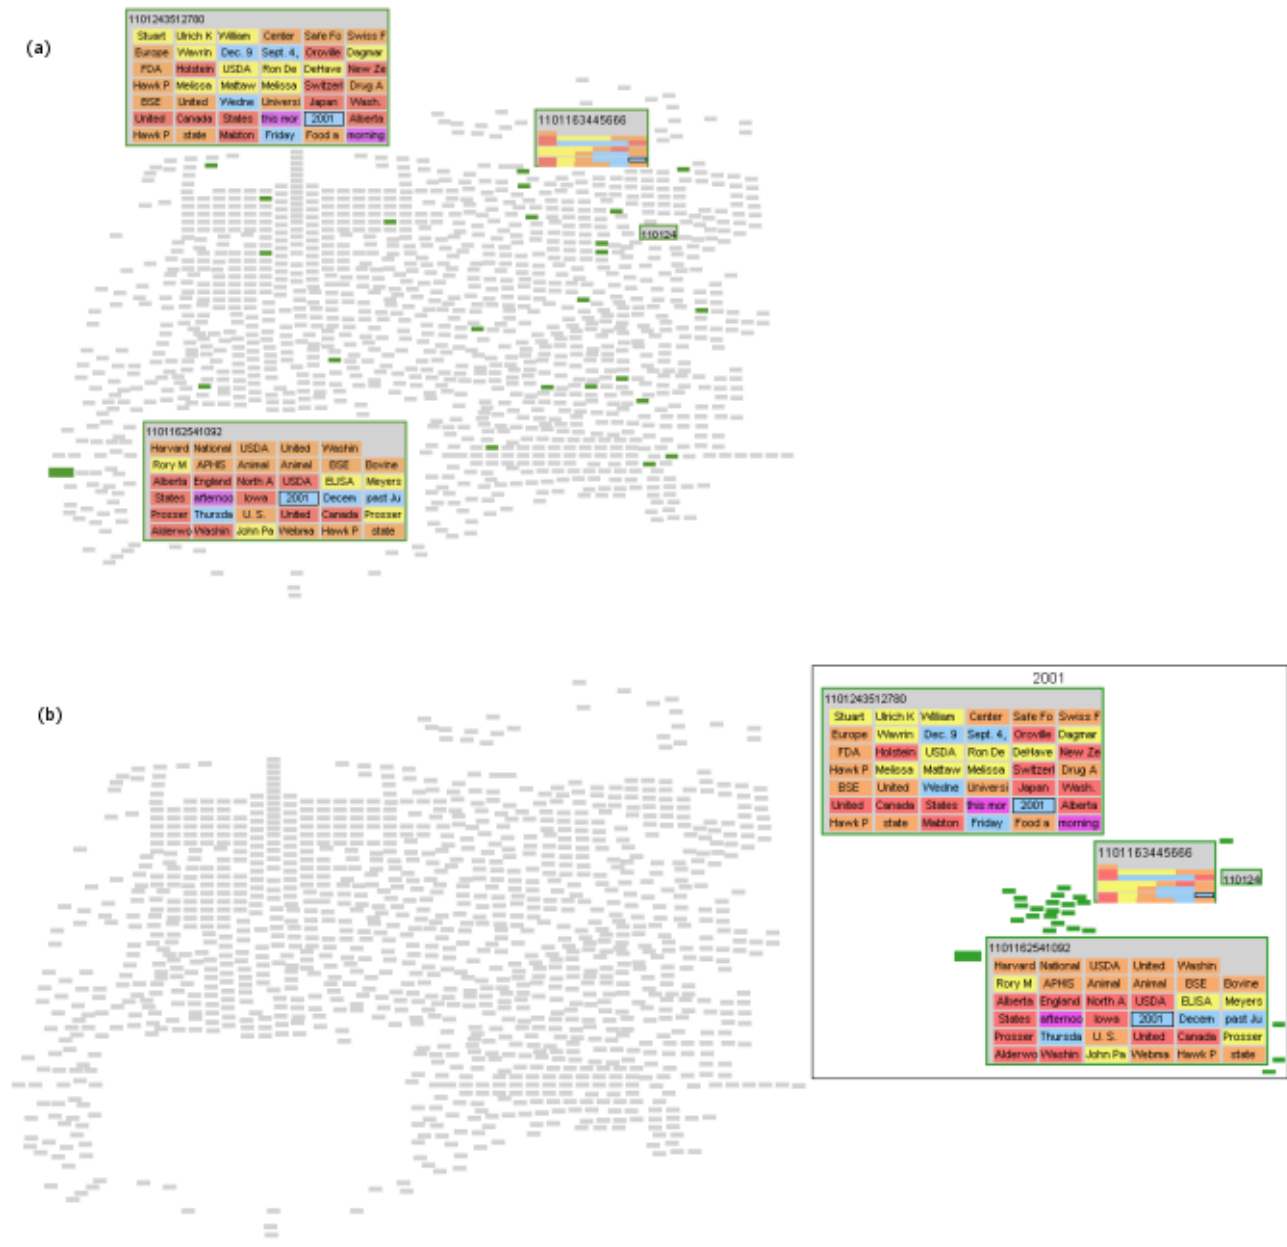 (a)
1101243512780
Stuart Ulrich K William Center Safe Fo Swiss F
Europe Wavrin Dec. 9 Sept. 4, Oroville Dagmar
FDA Holstein USDA Ron De DeHave New Ze
Hawk P Melissa Mattaw Melissa Switzerl Drug A
BSE United Wedne Universi Japan Wash.
United Canada States this mor 2001 Alberta
Hawk P state Mabton Friday Food a morning
1101163445666
110124
1101162541092
Harvard National USDA United Washin
Rory M APHIS Animal Animal BSE Bovine
Alberta England North A USDA ELISA Meyers
States afternoo Iowa 2001 Decem past Ju
Prosser Thursda U. S. United Canada Prosser
Alderwo Washin John Pa Webma Hawk P state
(b)
2001
1101243512780
Stuart Ulrich K William Center Safe Fo Swiss F
Europe Wavrin Dec. 9 Sept. 4, Oroville Dagmar
FDA Holstein USDA Ron De DeHave New Ze
Hawk P Melissa Mattaw Melissa Switzerl Drug A
BSE United Wedne Universi Japan Wash.
United Canada States this mor 2001 Alberta
Hawk P state Mabton Friday Food a morning
1101163445666
110124
1101162541092
Harvard National USDA United Washin
Rory M APHIS Animal Animal BSE Bovine
Alberta England North A USDA ELISA Meyers
States afternoo Iowa 2001 Decem past Ju
Prosser Thursda U. S. United Canada Prosser
Alderwo Washin John Pa Webma Hawk P state